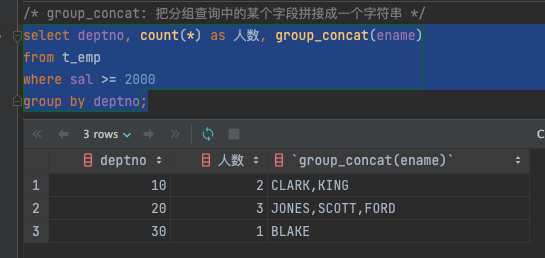 /* group_concat: 把分组查询中的某个字段拼接成一个字符串 */
select deptno, count(*) as 人数, group_concat(ename)
from t_emp
where sal >= 2000
group by deptno;
3 rows C
deptno 人数 `group_concat(ename)`
1 10 2 CLARK,KING
2 20 3 JONES,SCOTT,FORD
3 30 1 BLAKE